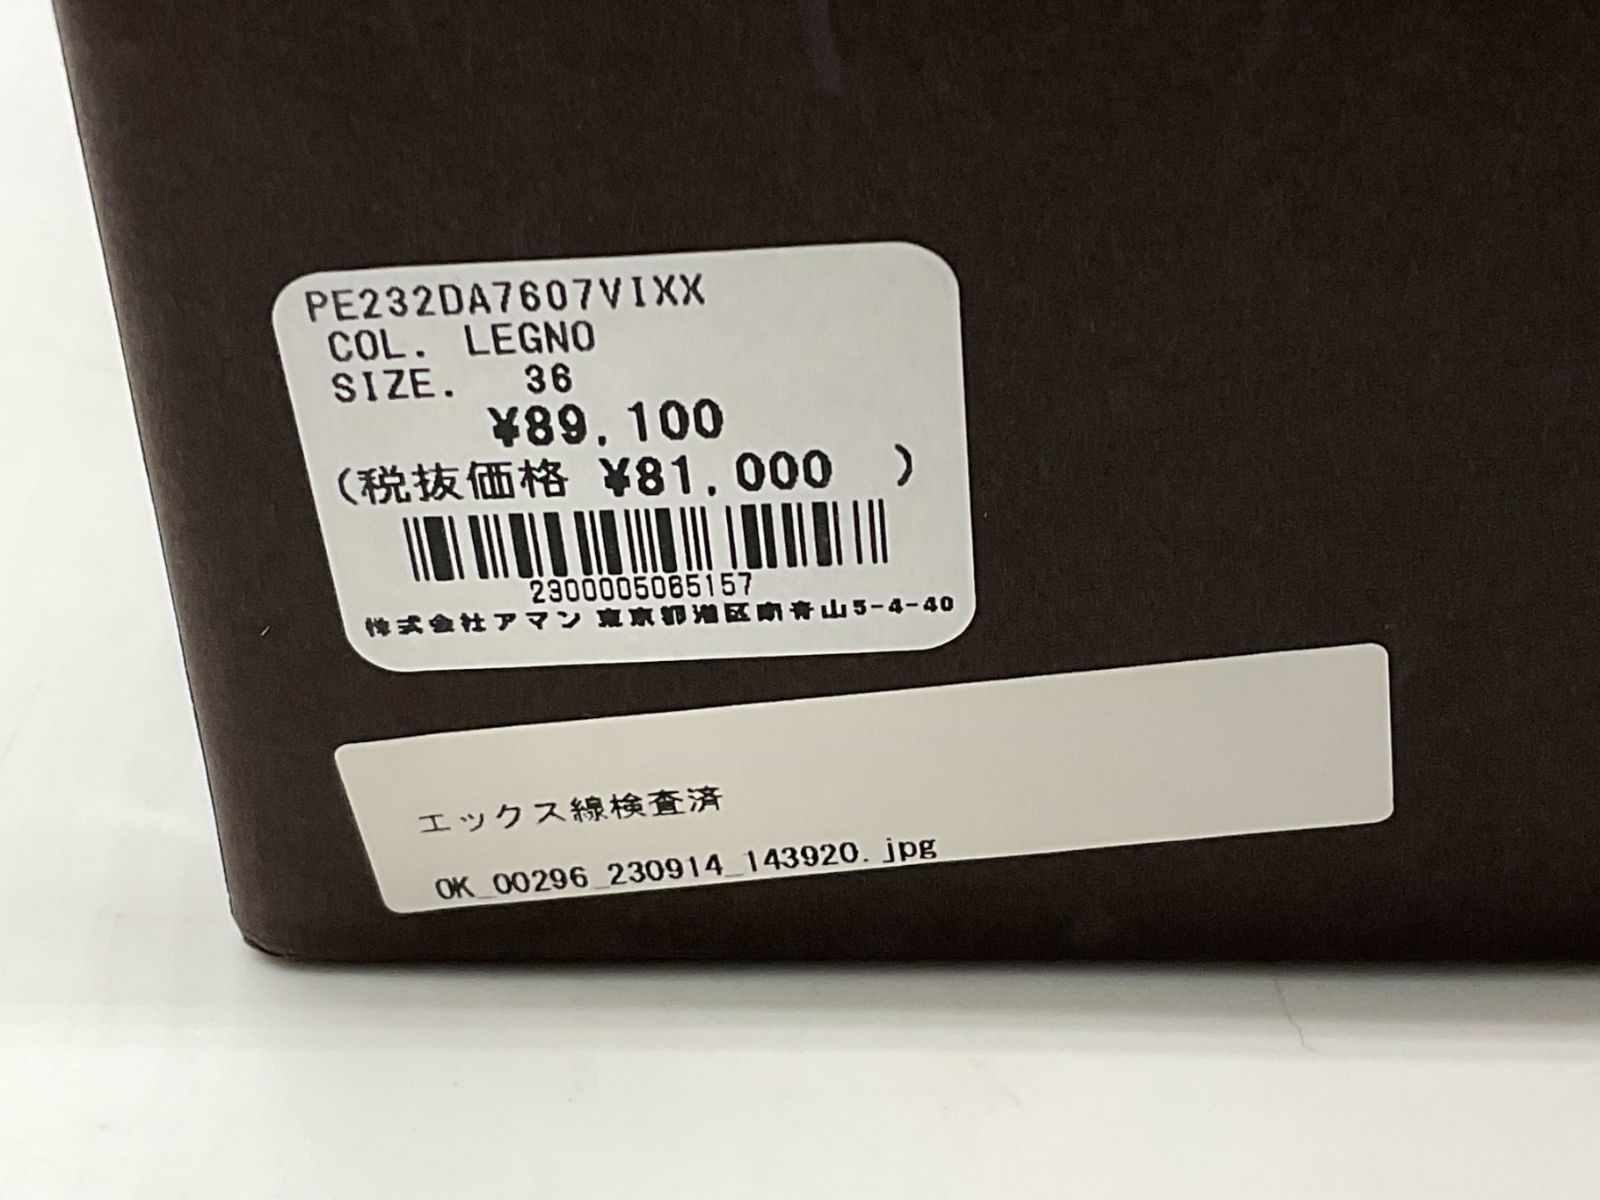 PE232DA7607VIXX
COL. LEGNO
SIZE. 36
¥89,100
(税抜価格 ¥81,000 )
2300005065157
株式会社アマン 東京都港区南青山5-4-40
エックス線検査済
OK_00296_230914_143920.jpg